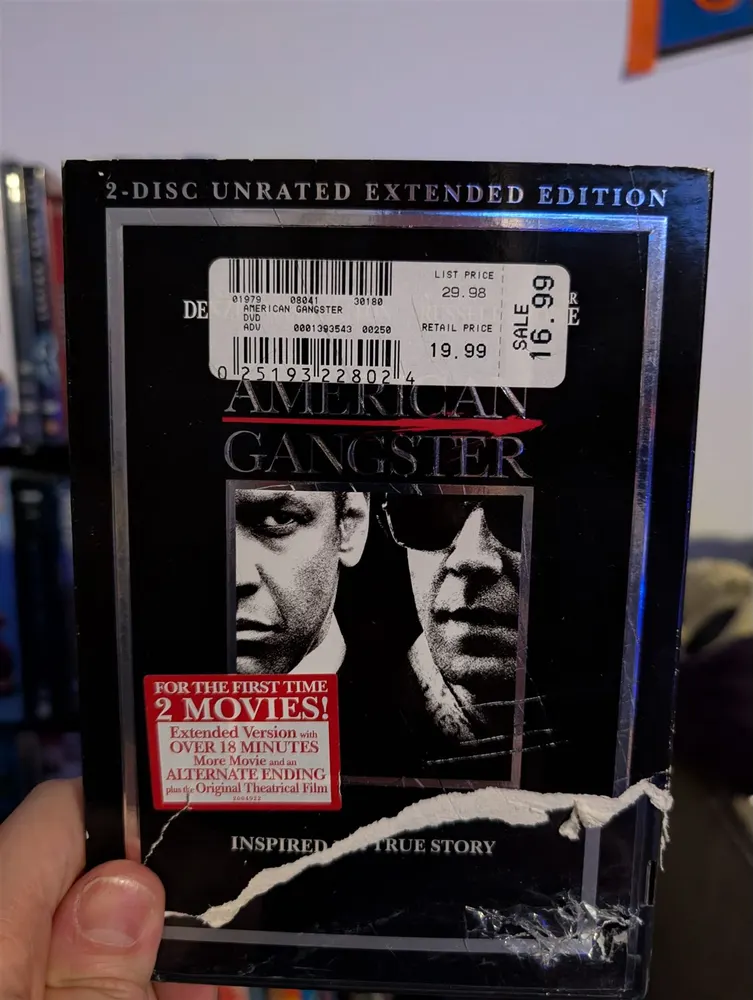 2-DISC UNRATED EXTENDED EDITION
LIST PRICE
29.98
01979 08041 30180
AMERICAN GANGSTER
DVD
ADV 0001393543 00250
RETAIL PRICE
19.99
SALE
16.99
0 25193 22802 4
AMERICAN
GANGSTER
FOR THE FIRST TIME
2 MOVIES!
Extended Version with
OVER 18 MINUTES
More Movie and an
ALTERNATE ENDING
plus the Original Theatrical Film
INSPIRED TRUE STORY